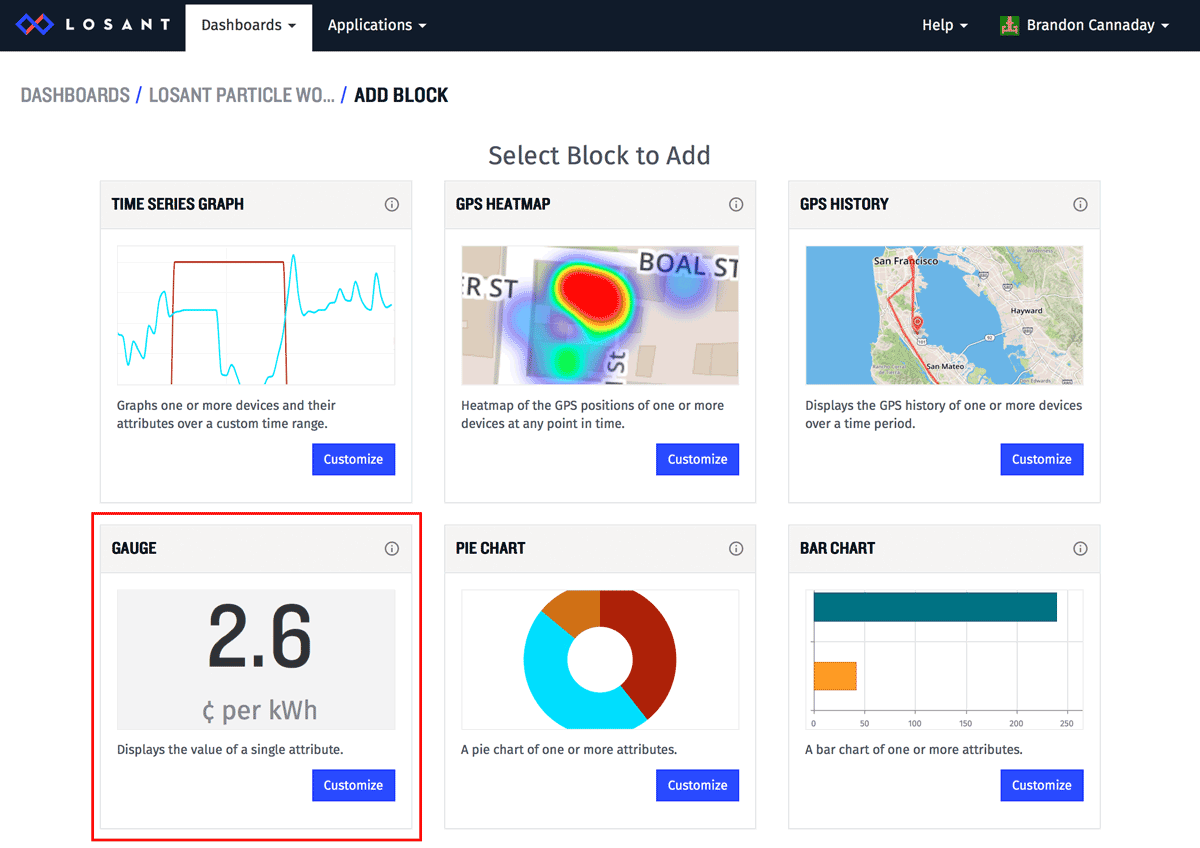 LOSANT
Dashboards
Applications
Help
Brandon Cannaday
DASHBOARDS / LOSANT PARTICLE WO... / ADD BLOCK
Select Block to Add
TIME SERIES GRAPH
Graphs one or more devices and their
attributes over a custom time range.
Customize
GPS HEATMAP
BOAL ST
ER ST
st
Heatmap of the GPS positions of one or more
devices at any point in time.
Customize
GPS HISTORY
San Francisco
Hayward
92
101
San Mateo
Displays the GPS history of one or more devices
over a time period.
Customize
GAUGE
2.6
¢ per kWh
Displays the value of a single attribute.
Customize
PIE CHART
A pie chart of one or more attributes.
Customize
BAR CHART
0 50 100 150 200 250
A bar chart of one or more attributes.
Customize